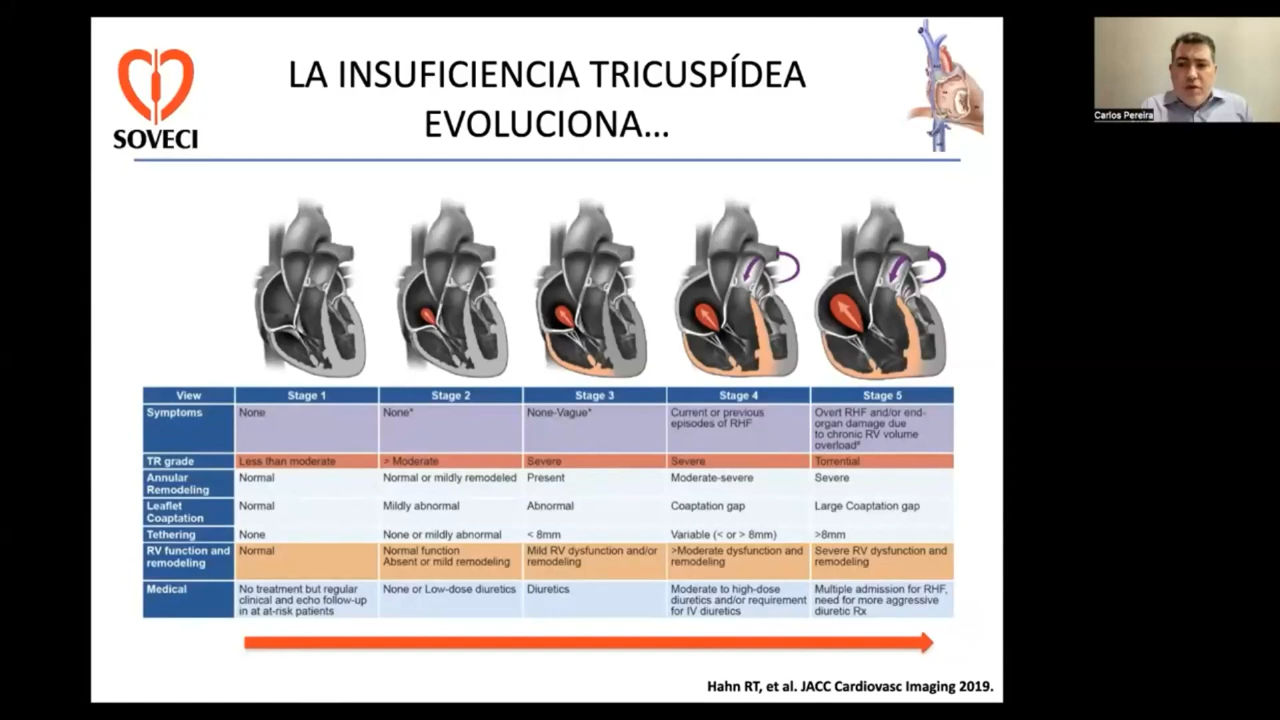 LA INSUFICIENCIA TRICUSPÍDEA
EVOLUCIONA...
SOVECI
Carlos Pereira
View Stage 1 Stage 2 Stage 3 Stage 4 Stage 5
Symptoms None None* None-Vague* Current or previous episodes of RHF Overt RHF and/or end-organ damage due to chronic RV volume overload#
TR grade Less than moderate > Moderate Severe Severe Torrential
Annular Remodeling Normal Normal or mildly remodeled Present Moderate-severe Severe
Leaflet Coaptation Normal Mildly abnormal Abnormal Coaptation gap Large Coaptation gap
Tethering None None or mildly abnormal < 8mm Variable (< or > 8mm) >8mm
RV function and remodeling Normal Normal function Absent or mild remodeling Mild RV dysfunction and/or remodeling >Moderate dysfunction and remodeling Severe RV dysfunction and remodeling
Medical No treatment but regular clinical and echo follow-up in at at-risk patients None or Low-dose diuretics Diuretics Moderate to high-dose diuretics and/or requirement for IV diuretics Multiple admission for RHF, need for more aggressive diuretic Rx
Hahn RT, et al. JACC Cardiovasc Imaging 2019.